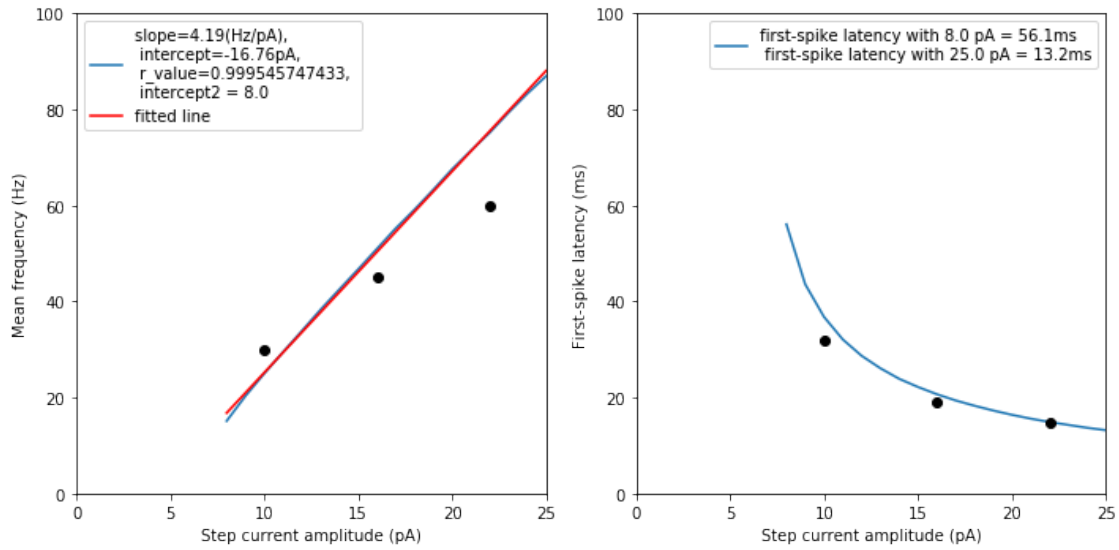 100
80
60
40
20
0
Mean frequency (Hz)
slope=4.19(Hz/pA),
intercept=-16.76pA,
r_value=0.999545747433,
intercept2 = 8.0
fitted line
0 5 10 15 20 25
Step current amplitude (pA)
100
80
60
40
20
0
First-spike latency (ms)
first-spike latency with 8.0 pA = 56.1ms
first-spike latency with 25.0 pA = 13.2ms
0 5 10 15 20 25
Step current amplitude (pA)